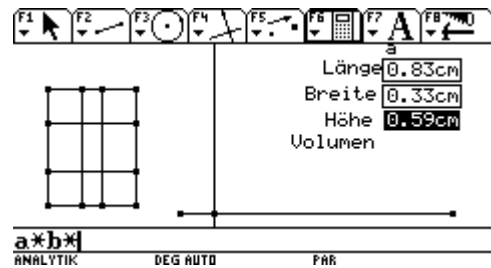 F1 F2 F3 F4 F5 F6 F7 A F8
a
Länge 0.83cm
Breite 0.33cm
Höhe 0.59cm
Volumen
a*b*
ANALYTIK DEG AUTO PAR